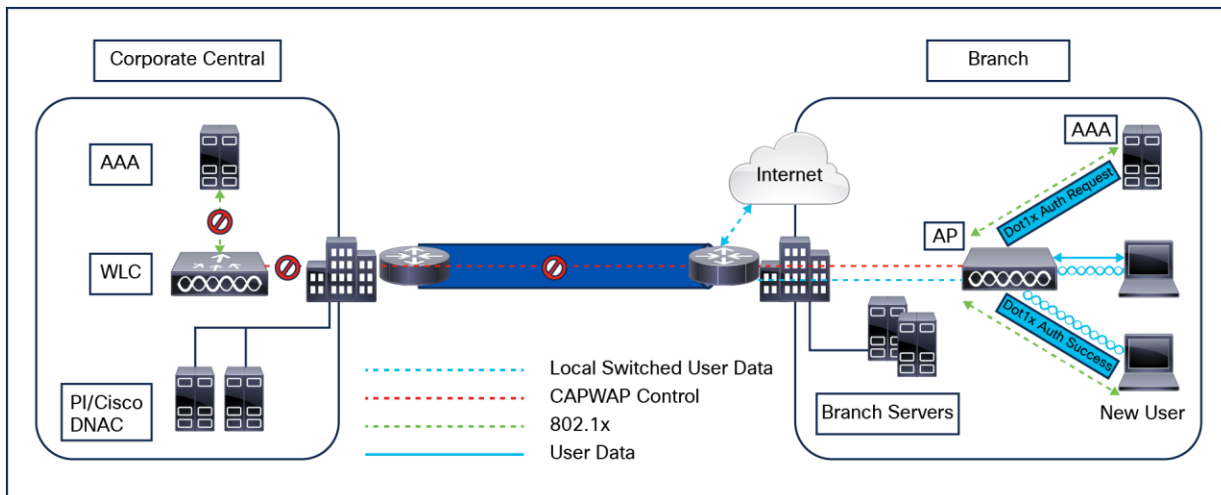 Corporate Central
Branch
AAA
WLC
PI/Cisco
DNAC
Internet
AAA
Dot1x Auth Request
AP
Dot1x Auth Success
New User
Branch Servers
Local Switched User Data
CAPWAP Control
802.1x
User Data